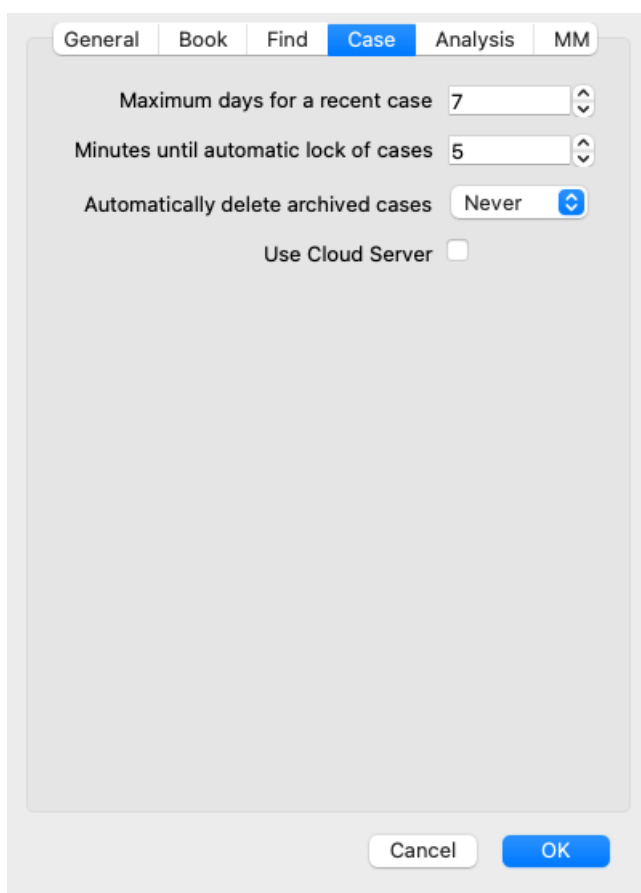 General Book Find Case Analysis MM
Maximum days for a recent case 7
Minutes until automatic lock of cases 5
Automatically delete archived cases Never
Use Cloud Server
Cancel OK